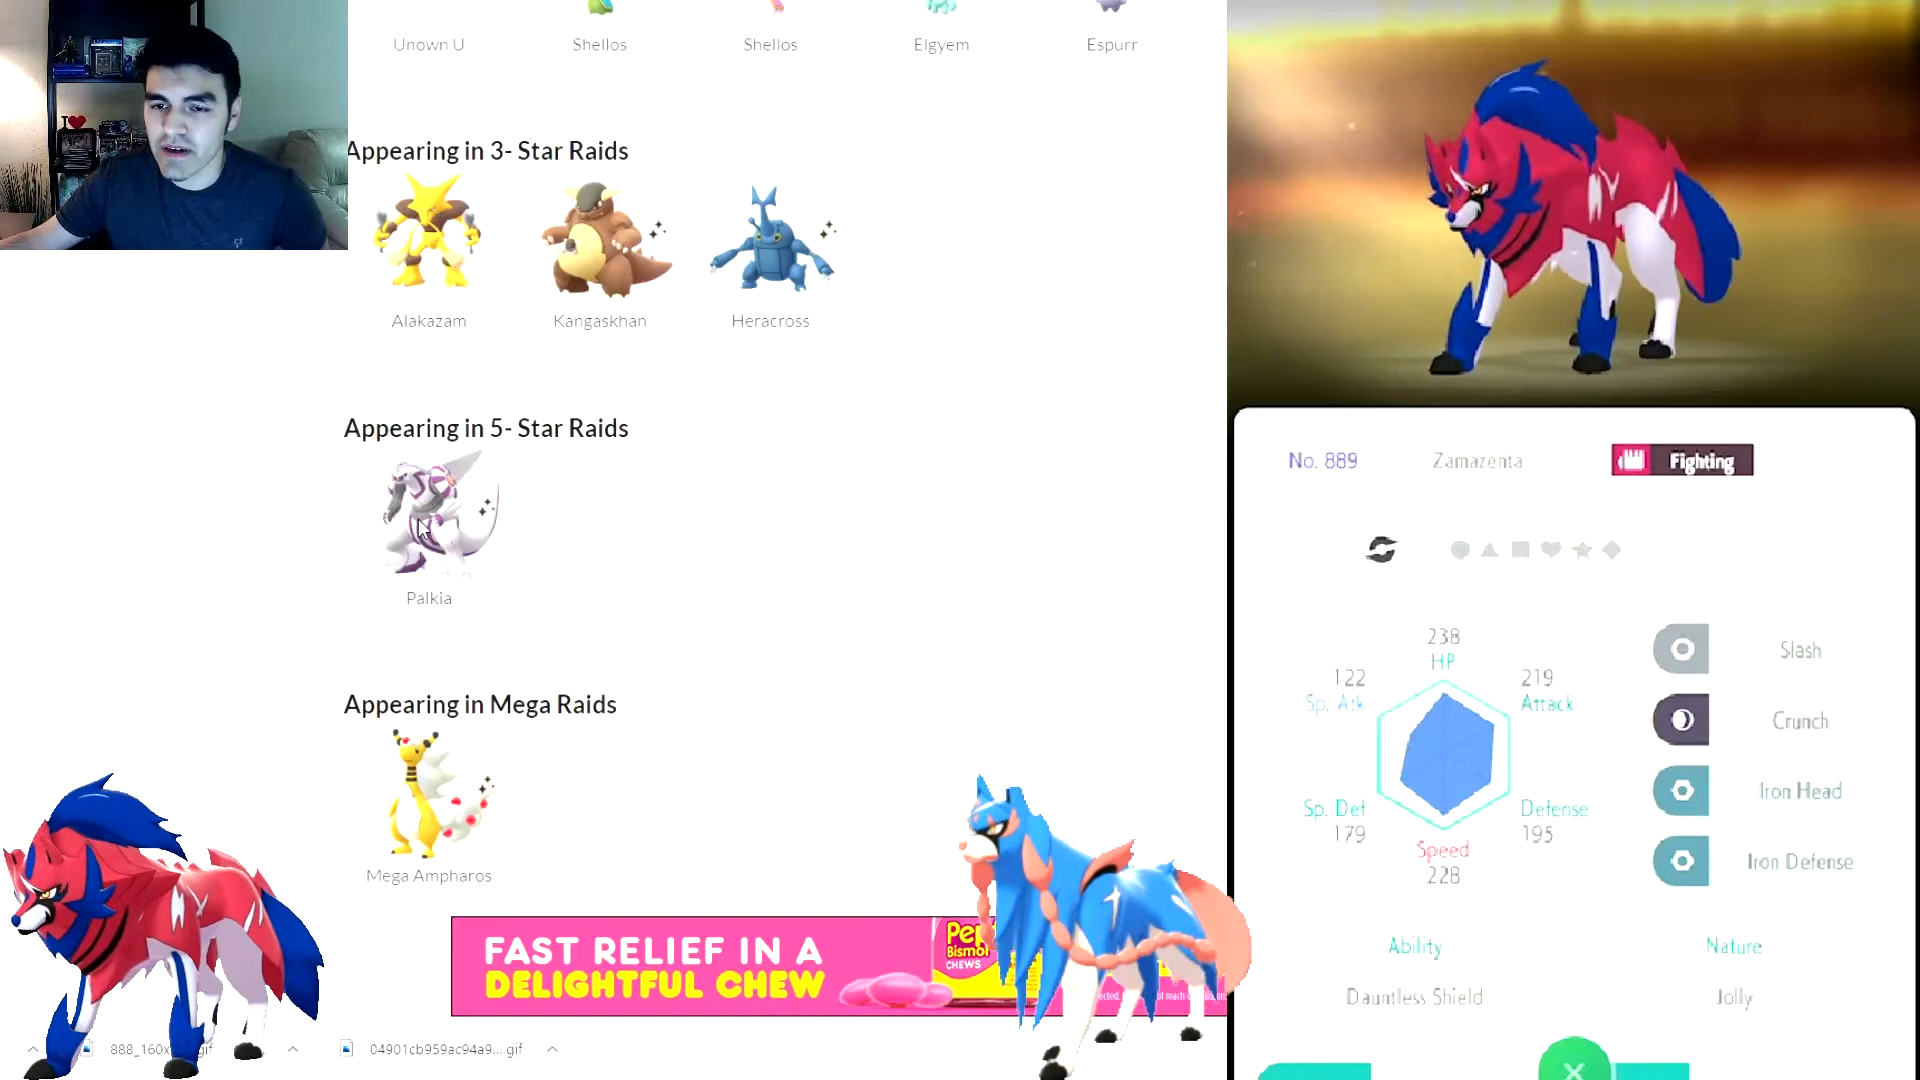 Unown U
Shellos
Shellos
Elgyem
Espurr
Appearing in 3- Star Raids
Alakazam
Kangaskhan
Heracross
Appearing in 5- Star Raids
Palkia
Appearing in Mega Raids
Mega Ampharos
FAST RELIEF IN A
DELIGHTFUL CHEW
Bismol
CHEWS
04901cb959ac94a9....gif
No. 889
Zamazenta
Fighting
238
HP
122
Sp. Atk
219
Attack
Sp. Def
179
Defense
195
Speed
228
Slash
Crunch
Iron Head
Iron Defense
Ability
Nature
Dauntless Shield
Jolly